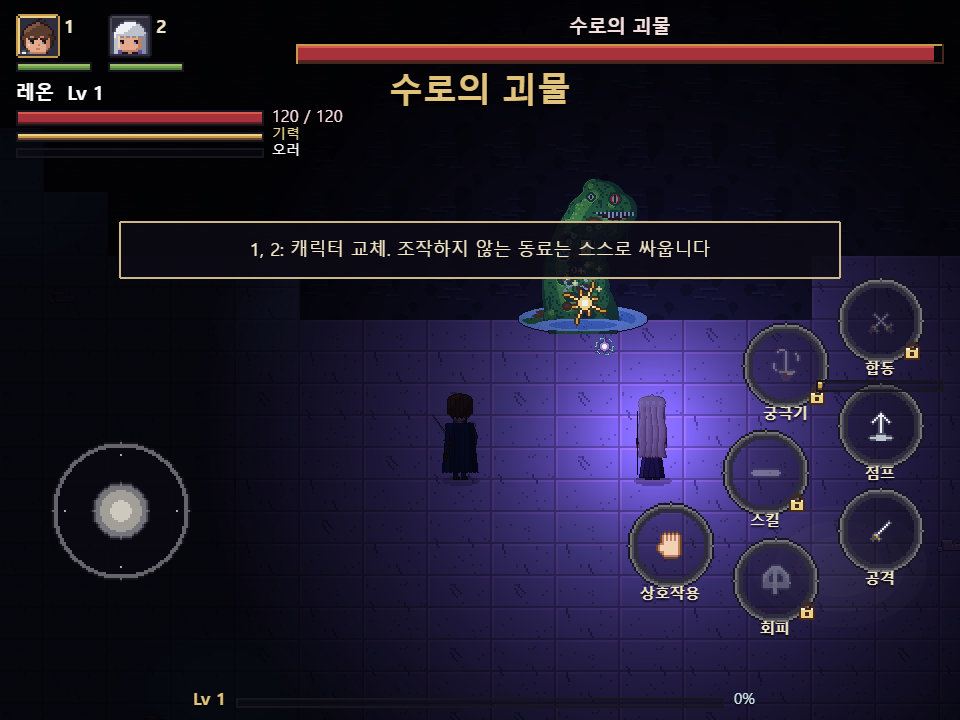 1
2
수로의 괴물
수로의 괴물
레온 Lv 1
120 / 120
기력
오러
1, 2: 캐릭터 교체. 조작하지 않는 동료는 스스로 싸웁니다
합동
궁극기
점프
스킬
공격
상호작용
회피
Lv 1
0%